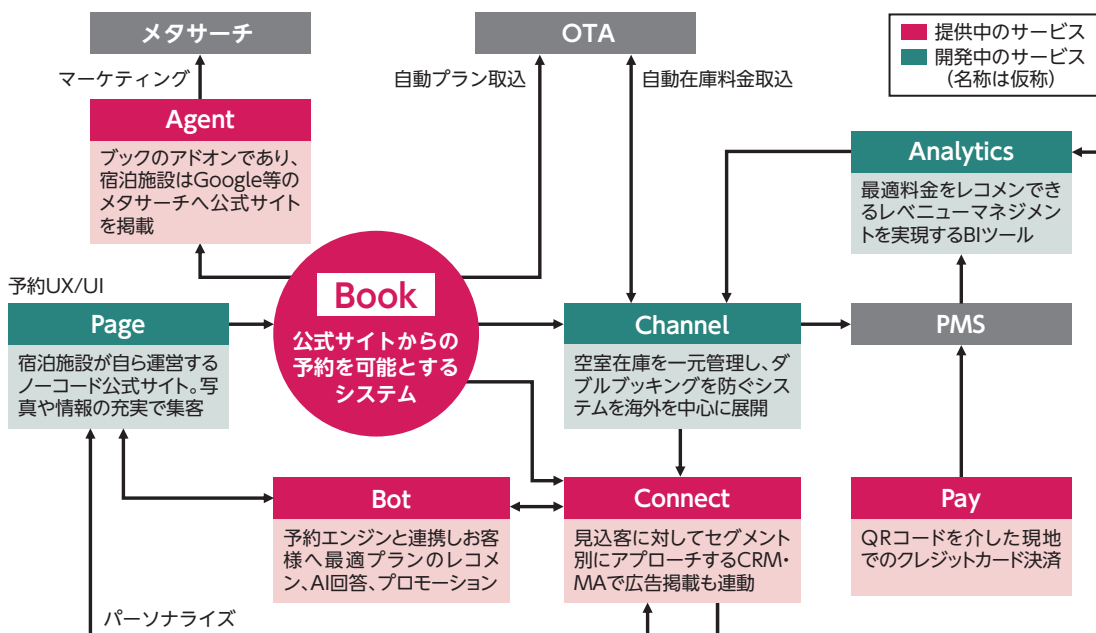 メタサーチ
OTA
提供中のサービス
開発中のサービス
（名称は仮称）
マーケティング
自動プラン取込
自動在庫料金取込
Agent
ブックのアドオンであり、
宿泊施設はGoogle等の
メタサーチへ公式サイト
を掲載
Analytics
最適料金をレコメンでき
るレベニューマネジメン
トを実現するBIツール
予約UX/UI
Page
宿泊施設が自ら運営する
ノーコード公式サイト。写
真や情報の充実で集客
Book
公式サイトからの
予約を可能とする
システム
Channel
空室在庫を一元管理し、ダ
ブルブッキングを防ぐシス
テムを海外を中心に展開
PMS
Bot
予約エンジンと連携しお客
様へ最適プランのレコメ
ン、AI回答、プロモーション
Connect
見込客に対してセグメント
別にアプローチするCRM・
MAで広告掲載も連動
Pay
QRコードを介した現地
でのクレジットカード決済
パーソナライズ